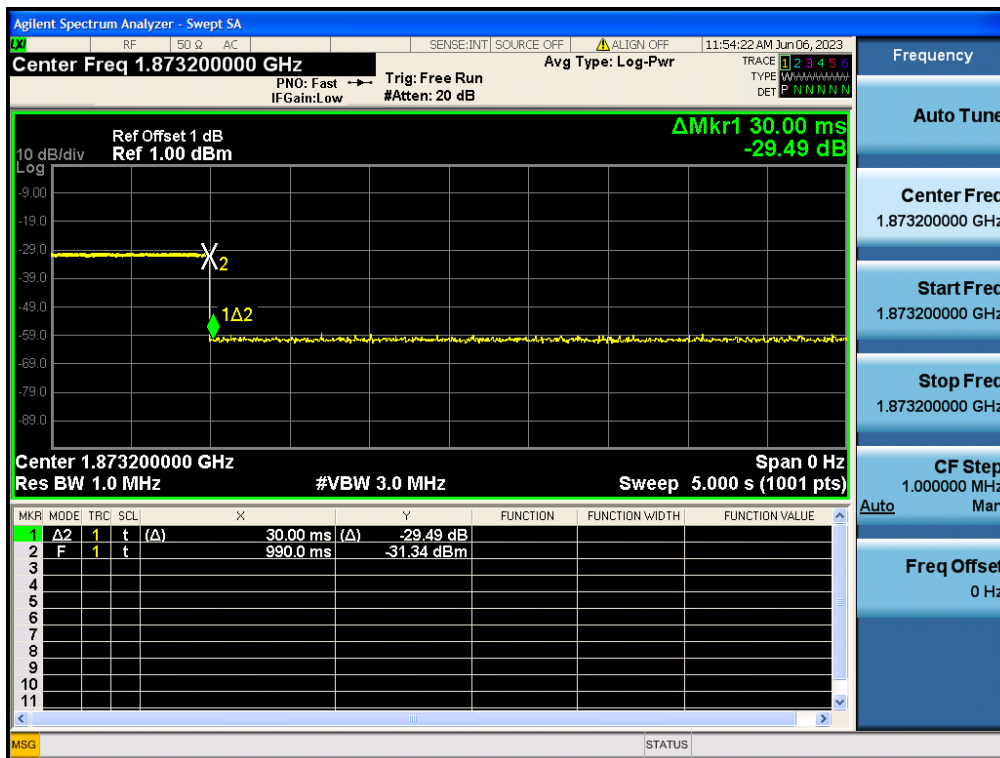 Agilent Spectrum Analyzer - Swept SA
LXI RF 50 Ω AC SENSE:INT SOURCE OFF ALIGN OFF 11:54:22 AM Jun 06, 2023
Center Freq 1.873200000 GHz
PNO: Fast
IFGain:Low
Trig: Free Run
#Atten: 20 dB
Avg Type: Log-Pwr
TRACE 1 2 3 4 5 6
TYPE W
DET P N N N N N
ΔMkr1 30.00 ms
-29.49 dB
Ref Offset 1 dB
10 dB/div Ref 1.00 dBm
Log
-9.00
-19.0
-29.0
-39.0
-49.0
-59.0
-69.0
-79.0
-89.0
2
1Δ2
Center 1.873200000 GHz Span 0 Hz
Res BW 1.0 MHz #VBW 3.0 MHz Sweep 5.000 s (1001 pts)
MKR MODE TRC SCL X Y FUNCTION FUNCTION WIDTH FUNCTION VALUE
1 Δ2 1 t (Δ) 30.00 ms (Δ) -29.49 dB
2 F 1 t 990.0 ms -31.34 dBm
3
4
5
6
7
8
9
10
11
MSG STATUS
Frequency
Auto Tune
Center Freq
1.873200000 GHz
Start Freq
1.873200000 GHz
Stop Freq
1.873200000 GHz
CF Step
1.000000 MHz
Auto Man
Freq Offset
0 Hz